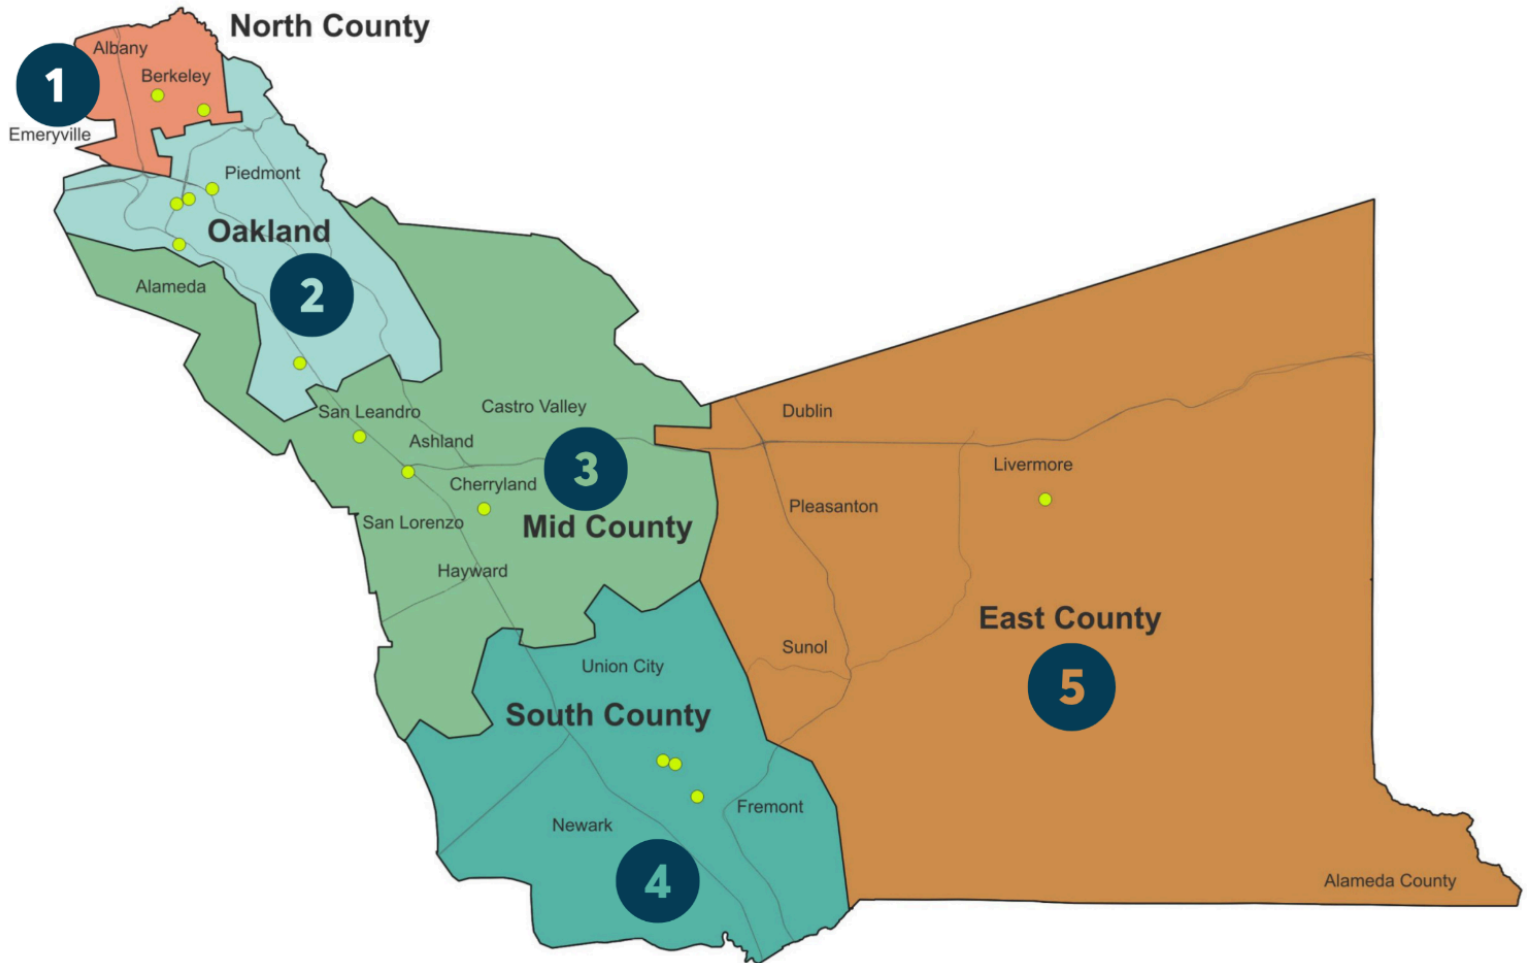 North County
Albany
Berkeley
1
Emeryville
Piedmont
Oakland
Alameda
2
San Leandro
Castro Valley
Dublin
Ashland
Livermore
3
Cherryland
Pleasanton
San Lorenzo
Mid County
Hayward
East County
Sunol
Union City
5
South County
Fremont
Newark
4
Alameda County